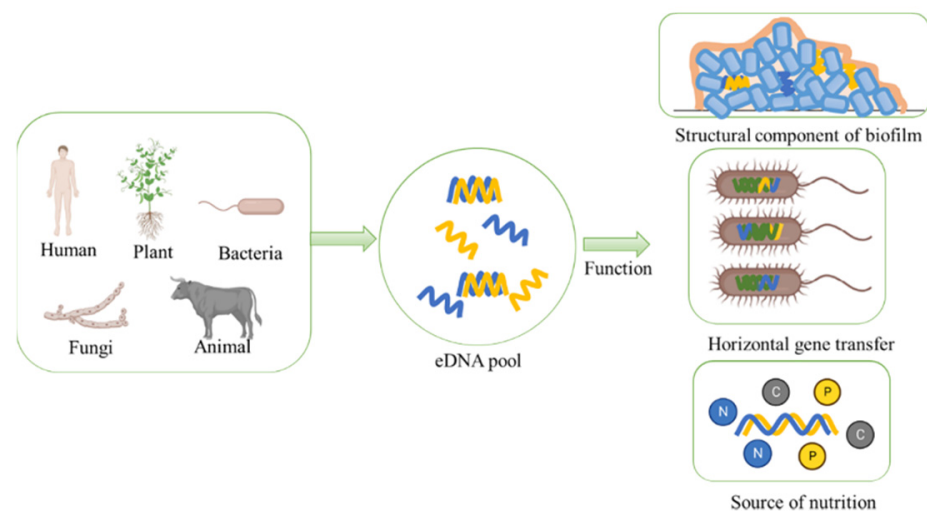 Human
Plant
Bacteria
Fungi
Animal
eDNA pool
Function
Structural component of biofilm
Horizontal gene transfer
N
C
P
C
N
P
Source of nutrition